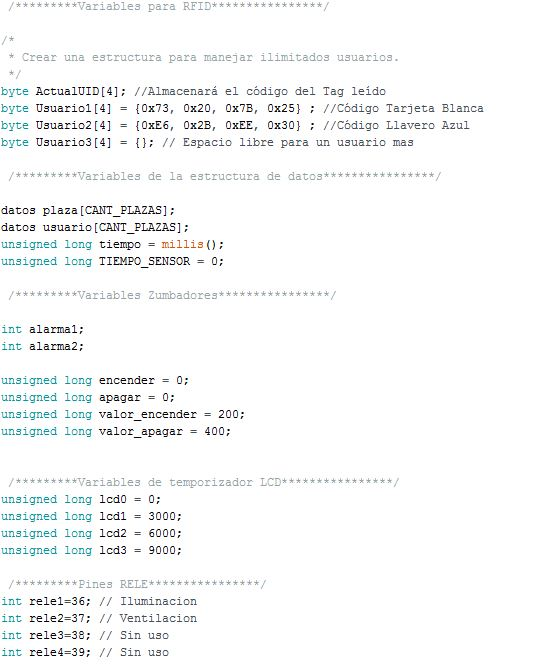 /*********Variables para RFID****************/
/*
* Crear una estructura para manejar ilimitados usuarios.
*/
byte ActualUID[4]; //Almacenará el código del Tag leído
byte Usuario1[4] = {0x73, 0x20, 0x7B, 0x25} ; //Código Tarjeta Blanca
byte Usuario2[4] = {0xE6, 0x2B, 0xEE, 0x30} ; //Código Llavero Azul
byte Usuario3[4] = {}; // Espacio libre para un usuario mas
/*********Variables de la estructura de datos****************/
datos plaza[CANT_PLAZAS];
datos usuario[CANT_PLAZAS];
unsigned long tiempo = millis();
unsigned long TIEMPO_SENSOR = 0;
/*********Variables Zumbadores****************/
int alarma1;
int alarma2;
unsigned long encender = 0;
unsigned long apagar = 0;
unsigned long valor_encender = 200;
unsigned long valor_apagar = 400;
/*********Variables de temporizador LCD****************/
unsigned long lcd0 = 0;
unsigned long lcd1 = 3000;
unsigned long lcd2 = 6000;
unsigned long lcd3 = 9000;
/*********Pines RELE****************/
int rele1=36; // Iluminacion
int rele2=37; // Ventilacion
int rele3=38; // Sin uso
int rele4=39; // Sin uso